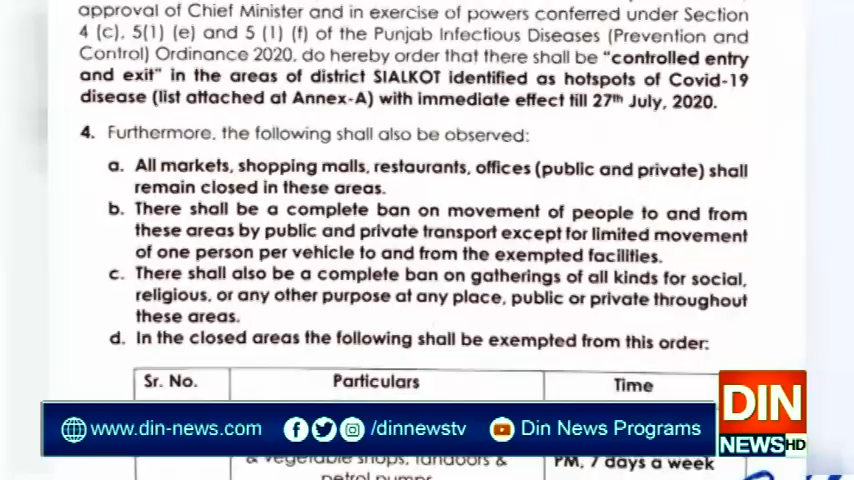 approval of Chief Minister and in exercise of powers conferred under Section
4 (c), 5(1) (e) and 5 (1) (f) of the Punjab Infectious Diseases (Prevention and
Control) Ordinance 2020, do hereby order that there shall be "controlled entry
and exit" in the areas of district SIALKOT identified as hotspots of Covid-19
disease (list attached at Annex-A) with immediate effect till 27th July, 2020.
4. Furthermore, the following shall also be observed:
a. All markets, shopping malls, restaurants, offices (public and private) shall
remain closed in these areas.
b. There shall be a complete ban on movement of people to and from
these areas by public and private transport except for limited movement
of one person per vehicle to and from the exempted facilities.
c. There shall also be a complete ban on gatherings of all kinds for social,
religious, or any other purpose at any place, public or private throughout
these areas.
d. In the closed areas the following shall be exempted from this order:
Sr. No. Particulars Time
www.din-news.com /dinnewstv Din News Programs
DIN
NEWS HD
& vegetable shops, tandoors & PM, 7 days a week
petrol pumps